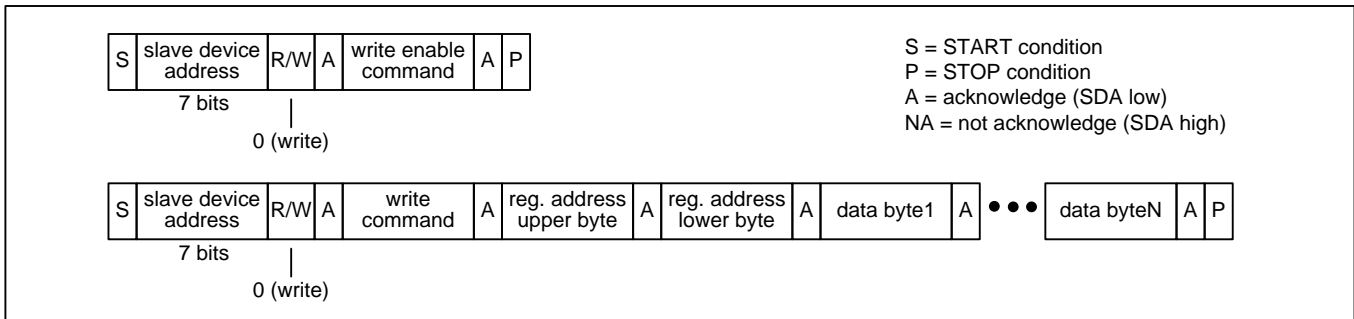 S slave device address R/W A write enable command A P
7 bits
0 (write)
S = START condition
P = STOP condition
A = acknowledge (SDA low)
NA = not acknowledge (SDA high)
S slave device address R/W A write command A reg. address upper byte A reg. address lower byte A data byte1 A ••• data byteN A P
7 bits
0 (write)